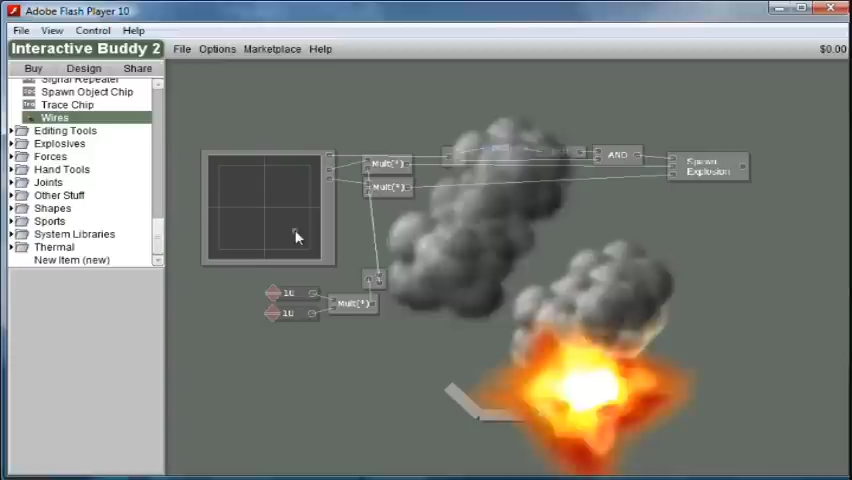 Adobe Flash Player 10
File View Control Help
Interactive Buddy 2
File Options Marketplace Help
$0.00
Buy Design Share
Signal Repeater
Spawn Object Chip
Trace Chip
Wires
Editing Tools
Explosives
Forces
Hand Tools
Joints
Other Stuff
Shapes
Sports
System Libraries
Thermal
New Item (new)
Mult(*)
Mult(*)
AND
Spawn
Explosion
10
10
Mult(*)